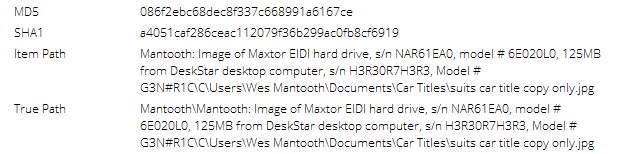 MD5 086f2ebc68dec8f337c668991a6167ce
SHA1 a4051caf286ceac112079f36b299ac0fb8cf6919
Item Path Mantooth: Image of Maxtor EIDI hard drive, s/n NAR61EA0, model # 6E020L0, 125MB
from DeskStar desktop computer, s/n H3R30R7H3R3, Model #
G3N#R1C\C\Users\Wes Mantooth\Documents\Car Titles\suits car title copy only.jpg
True Path Mantooth\Mantooth: Image of Maxtor EIDI hard drive, s/n NAR61EA0, model #
6E020L0, 125MB from DeskStar desktop computer, s/n H3R30R7H3R3, Model #
G3N#R1C\C\Users\Wes Mantooth\Documents\Car Titles\suits car title copy only.jpg